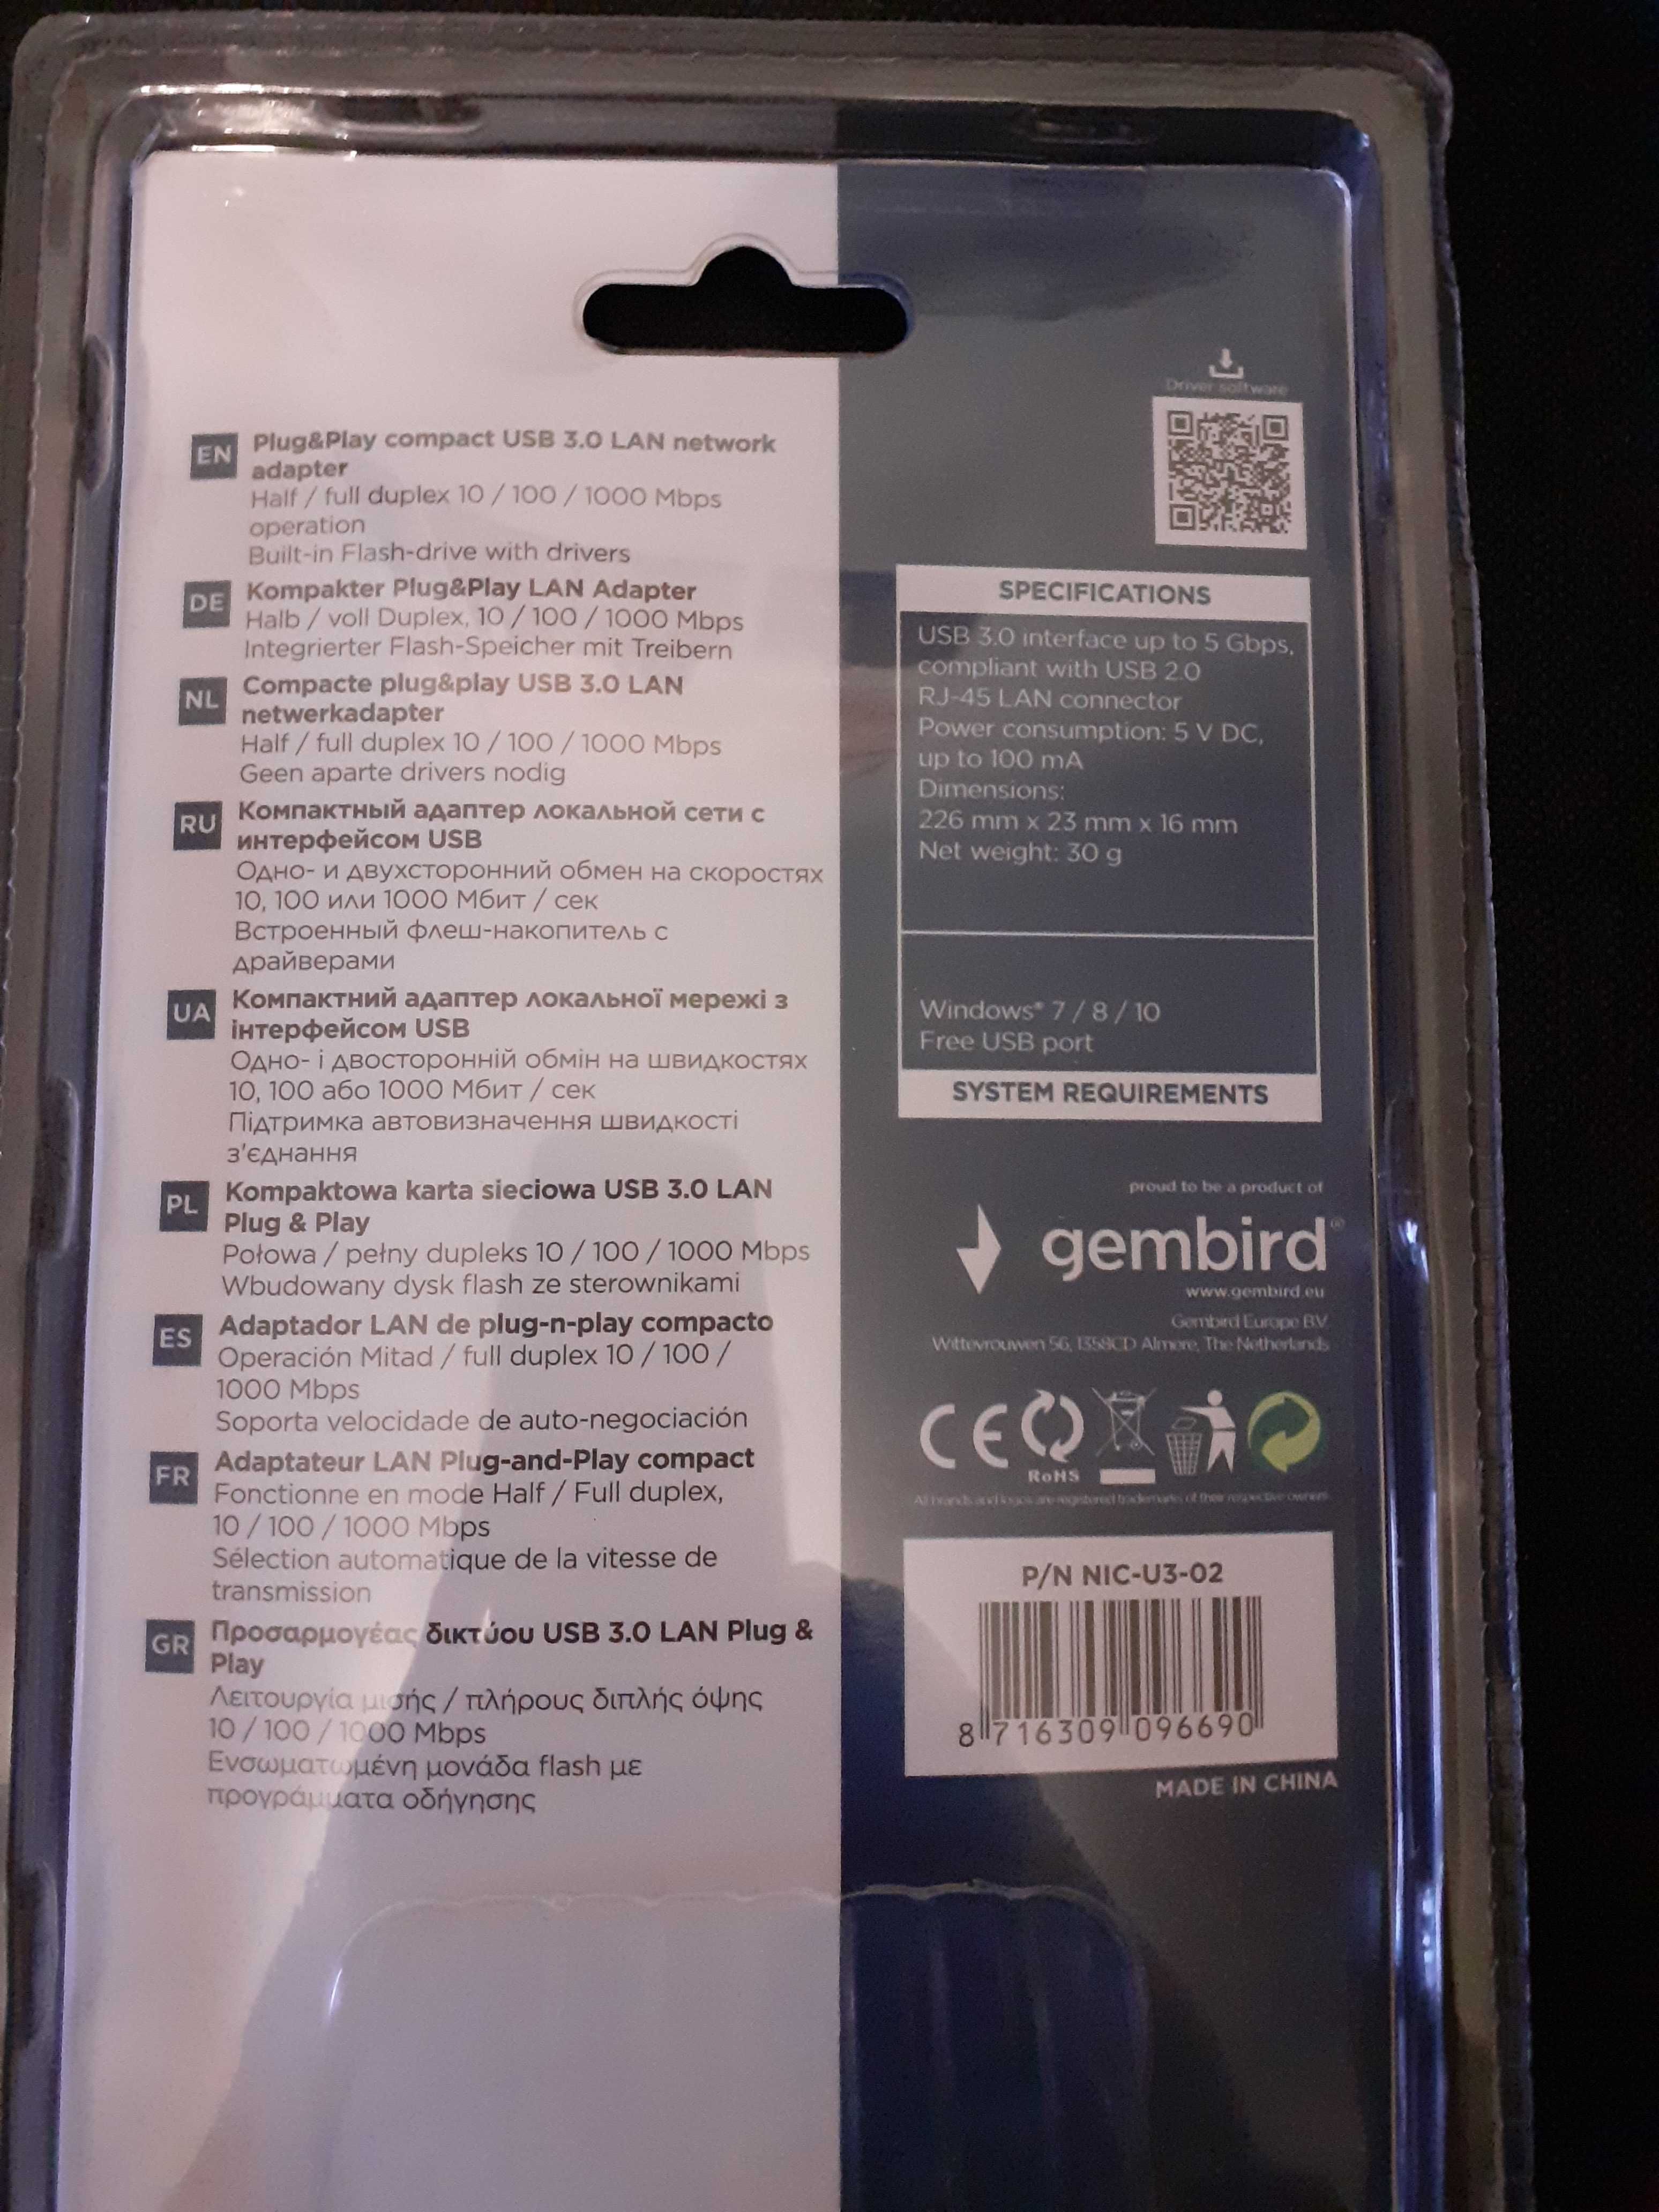 EN
Plug&Play compact USB 3.0 LAN network
adapter
Half / full duplex 10 / 100 / 1000 Mbps
operation
Built-in Flash-drive with drivers
DE
Kompakter Plug&Play LAN Adapter
Halb / voll Duplex, 10 / 100 / 1000 Mbps
Integrierter Flash-Speicher mit Treibern
NL
Compacte plug&play USB 3.0 LAN
netwerkadapter
Half / full duplex 10 / 100 / 1000 Mbps
Geen aparte drivers nodig
RU
Компактный адаптер локальной сети с
интерфейсом USB
Одно- и двухсторонний обмен на скоростях
10, 100 или 1000 Мбит / сек
Встроенный флеш-накопитель с
драйверами
UA
Компактний адаптер локальної мережі з
інтерфейсом USB
Одно- і двосторонній обмін на швидкостях
10, 100 або 1000 Мбит / сек
Підтримка автовизначення швидкості
з'єднання
PL
Kompaktowa karta sieciowa USB 3.0 LAN
Plug & Play
Połowa / pełny dupleks 10 / 100 / 1000 Mbps
Wbudowany dysk flash ze sterownikami
ES
Adaptador LAN de plug-n-play compacto
Operación Mitad / full duplex 10 / 100 /
1000 Mbps
Soporta velocidade de auto-negociación
FR
Adaptateur LAN Plug-and-Play compact
Fonctionne en mode Half / Full duplex,
10 / 100 / 1000 Mbps
Sélection automatique de la vitesse de
transmission
GR
Προσαρμογέας δικτύου USB 3.0 LAN Plug &
Play
Λειτουργία μισής / πλήρους διπλής όψης
10 / 100 / 1000 Mbps
Ενσωματωμένη μονάδα flash με
προγράμματα οδήγησης
Driver software
SPECIFICATIONS
USB 3.0 interface up to 5 Gbps,
compliant with USB 2.0
RJ-45 LAN connector
Power consumption: 5 V DC,
up to 100 mA
Dimensions:
226 mm x 23 mm x 16 mm
Net weight: 30 g
Windows® 7 / 8 / 10
Free USB port
SYSTEM REQUIREMENTS
proud to be a product of
gembird®
www.gembird.eu
Gembird Europe B.V.
Wittevrouwen 56, 1358CD Almere, The Netherlands
CE
RoHS
All brands and logos are registered trademarks of their respective owners
P/N NIC-U3-02
8 716309 096690
MADE IN CHINA